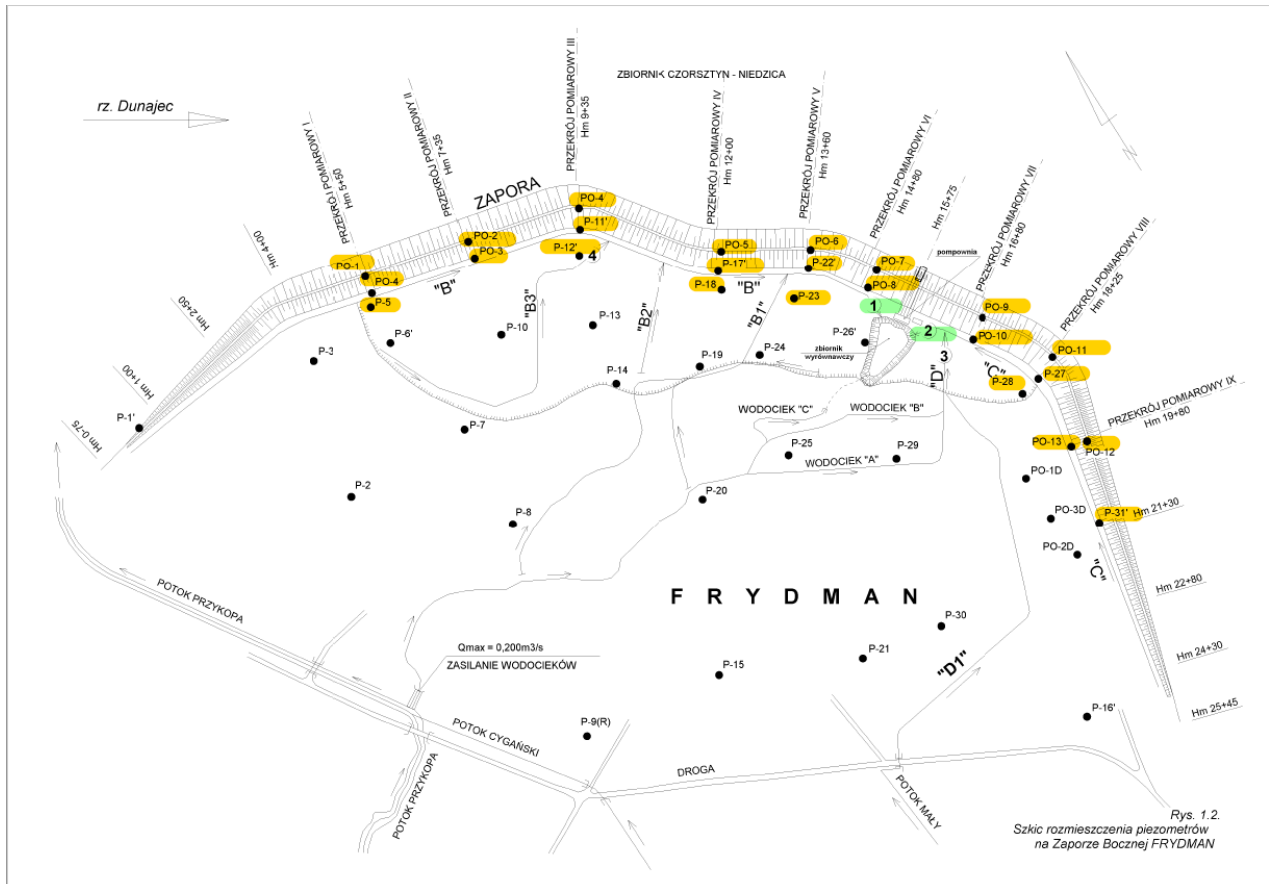 ZBIORNIK CZORSZTYN - NIEDZICA
rz. Dunajec
PRZEKRÓJ POMIAROWY I
Hm 5+50
PRZEKRÓJ POMIAROWY II
Hm 7+35
PRZEKRÓJ POMIAROWY III
Hm 9+35
PRZEKRÓJ POMIAROWY IV
Hm 12+00
PRZEKRÓJ POMIAROWY V
Hm 13+60
PRZEKRÓJ POMIAROWY VI
Hm 14+80
Hm 15+75
PRZEKRÓJ POMIAROWY VII
Hm 16+80
PRZEKRÓJ POMIAROWY VIII
Hm 18+25
PRZEKRÓJ POMIAROWY IX
Hm 19+80
Hm 4+00
Hm 2+50
Hm 1+00
Hm 0-75
ZAPORA
pompownia
PO-4
P-11'
P-12'
4
PO-2
PO-3
PO-1
PO-4
P-5
"B"
PO-5
P-17'
P-18
"B"
PO-6
P-22'
P-23
PO-7
PO-8
1
2
3
PO-9
PO-10
PO-11
P-27
P-28
"C"
"B3"
"B2"
"B1"
"D"
P-6'
P-10
P-13
P-3
P-14
P-19
P-24
P-26'
zbiornik
wyrównawczy
P-1'
P-7
WODOCIEK "C"
WODOCIEK "B"
P-25
P-29
WODOCIEK "A"
PO-13
PO-12
PO-1D
P-2
P-8
P-20
PO-3D
P-31'
Hm 21+30
PO-2D
"C"
Hm 22+80
POTOK PRZYKOPA
FRYDMAN
P-30
Qmax = 0,200m3/s
ZASILANIE WODOCIEKÓW
P-15
P-21
"D1"
Hm 24+30
Hm 25+45
P-9(R)
P-16'
POTOK CYGAŃSKI
POTOK PRZYKOPA
DROGA
POTOK MAŁY
Rys. 1.2.
Szkic rozmieszczenia piezometrów
na Zaporze Bocznej FRYDMAN